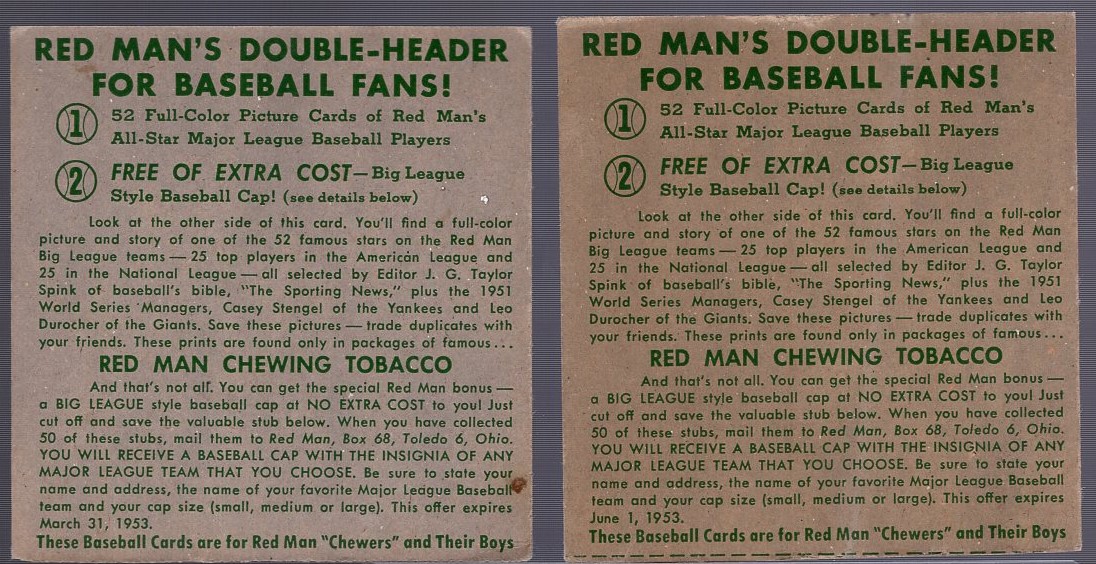 RED MAN'S DOUBLE-HEADER
FOR BASEBALL FANS!
1 52 Full-Color Picture Cards of Red Man's
All-Star Major League Baseball Players
2 FREE OF EXTRA COST—Big League
Style Baseball Cap! (see details below)
Look at the other side of this card. You'll find a full-color
picture and story of one of the 52 famous stars on the Red Man
Big League teams — 25 top players in the American League and
25 in the National League — all selected by Editor J. G. Taylor
Spink of baseball's bible, "The Sporting News," plus the 1951
World Series Managers, Casey Stengel of the Yankees and Leo
Durocher of the Giants. Save these pictures — trade duplicates with
your friends. These prints are found only in packages of famous...
RED MAN CHEWING TOBACCO
And that's not all. You can get the special Red Man bonus —
a BIG LEAGUE style baseball cap at NO EXTRA COST to you! Just
cut off and save the valuable stub below. When you have collected
50 of these stubs, mail them to Red Man, Box 68, Toledo 6, Ohio.
YOU WILL RECEIVE A BASEBALL CAP WITH THE INSIGNIA OF ANY
MAJOR LEAGUE TEAM THAT YOU CHOOSE. Be sure to state your
name and address, the name of your favorite Major League Baseball
team and your cap size (small, medium or large). This offer expires
March 31, 1953.
These Baseball Cards are for Red Man "Chewers" and Their Boys
RED MAN'S DOUBLE-HEADER
FOR BASEBALL FANS!
1 52 Full-Color Picture Cards of Red Man's
All-Star Major League Baseball Players
2 FREE OF EXTRA COST—Big League
Style Baseball Cap! (see details below)
Look at the other side of this card. You'll find a full-color
picture and story of one of the 52 famous stars on the Red Man
Big League teams — 25 top players in the American League and
25 in the National League — all selected by Editor J. G. Taylor
Spink of baseball's bible, "The Sporting News," plus the 1951
World Series Managers, Casey Stengel of the Yankees and Leo
Durocher of the Giants. Save these pictures — trade duplicates with
your friends. These prints are found only in packages of famous...
RED MAN CHEWING TOBACCO
And that's not all. You can get the special Red Man bonus —
a BIG LEAGUE style baseball cap at NO EXTRA COST to you! Just
cut off and save the valuable stub below. When you have collected
50 of these stubs, mail them to Red Man, Box 68, Toledo 6, Ohio.
YOU WILL RECEIVE A BASEBALL CAP WITH THE INSIGNIA OF ANY
MAJOR LEAGUE TEAM THAT YOU CHOOSE. Be sure to state your
name and address, the name of your favorite Major League Baseball
team and your cap size (small, medium or large). This offer expires
June 1, 1953.
These Baseball Cards are for Red Man "Chewers" and Their Boys